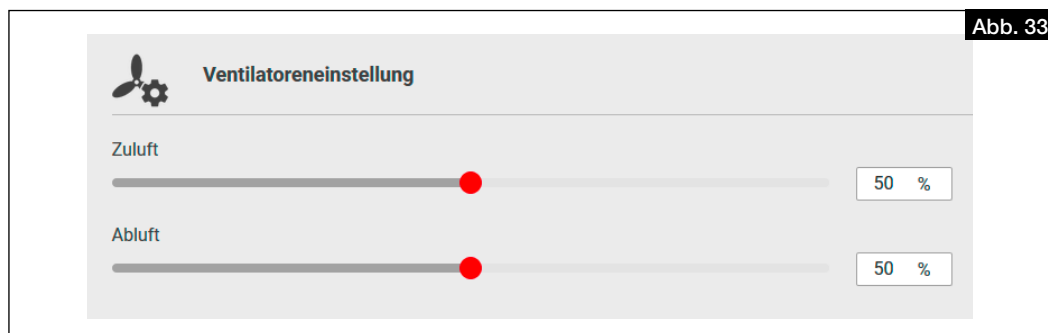 Abb. 33
Ventilatoreneinstellung
Zuluft
50 %
Abluft
50 %